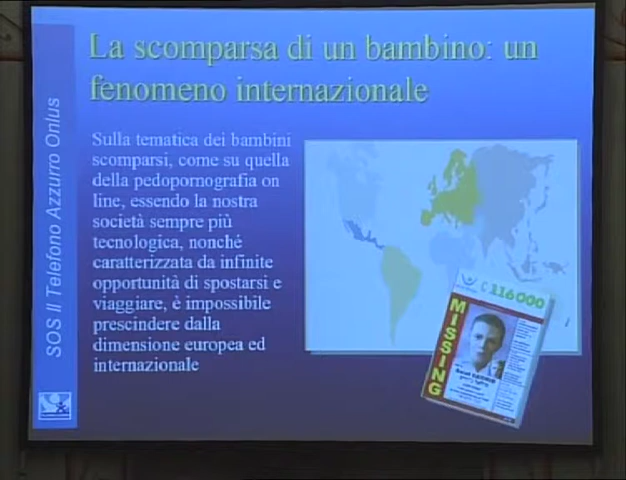 La scomparsa di un bambino: un
fenomeno internazionale
SOS Il Telefono Azzurro Onlus
Sulla tematica dei bambini
scomparsi, come su quella
della pedopornografia on
line, essendo la nostra
società sempre più
tecnologica, nonché
caratterizzata da infinite
opportunità di spostarsi e
viaggiare, è impossibile
prescindere dalla
dimensione europea ed
internazionale
116000
MISSING